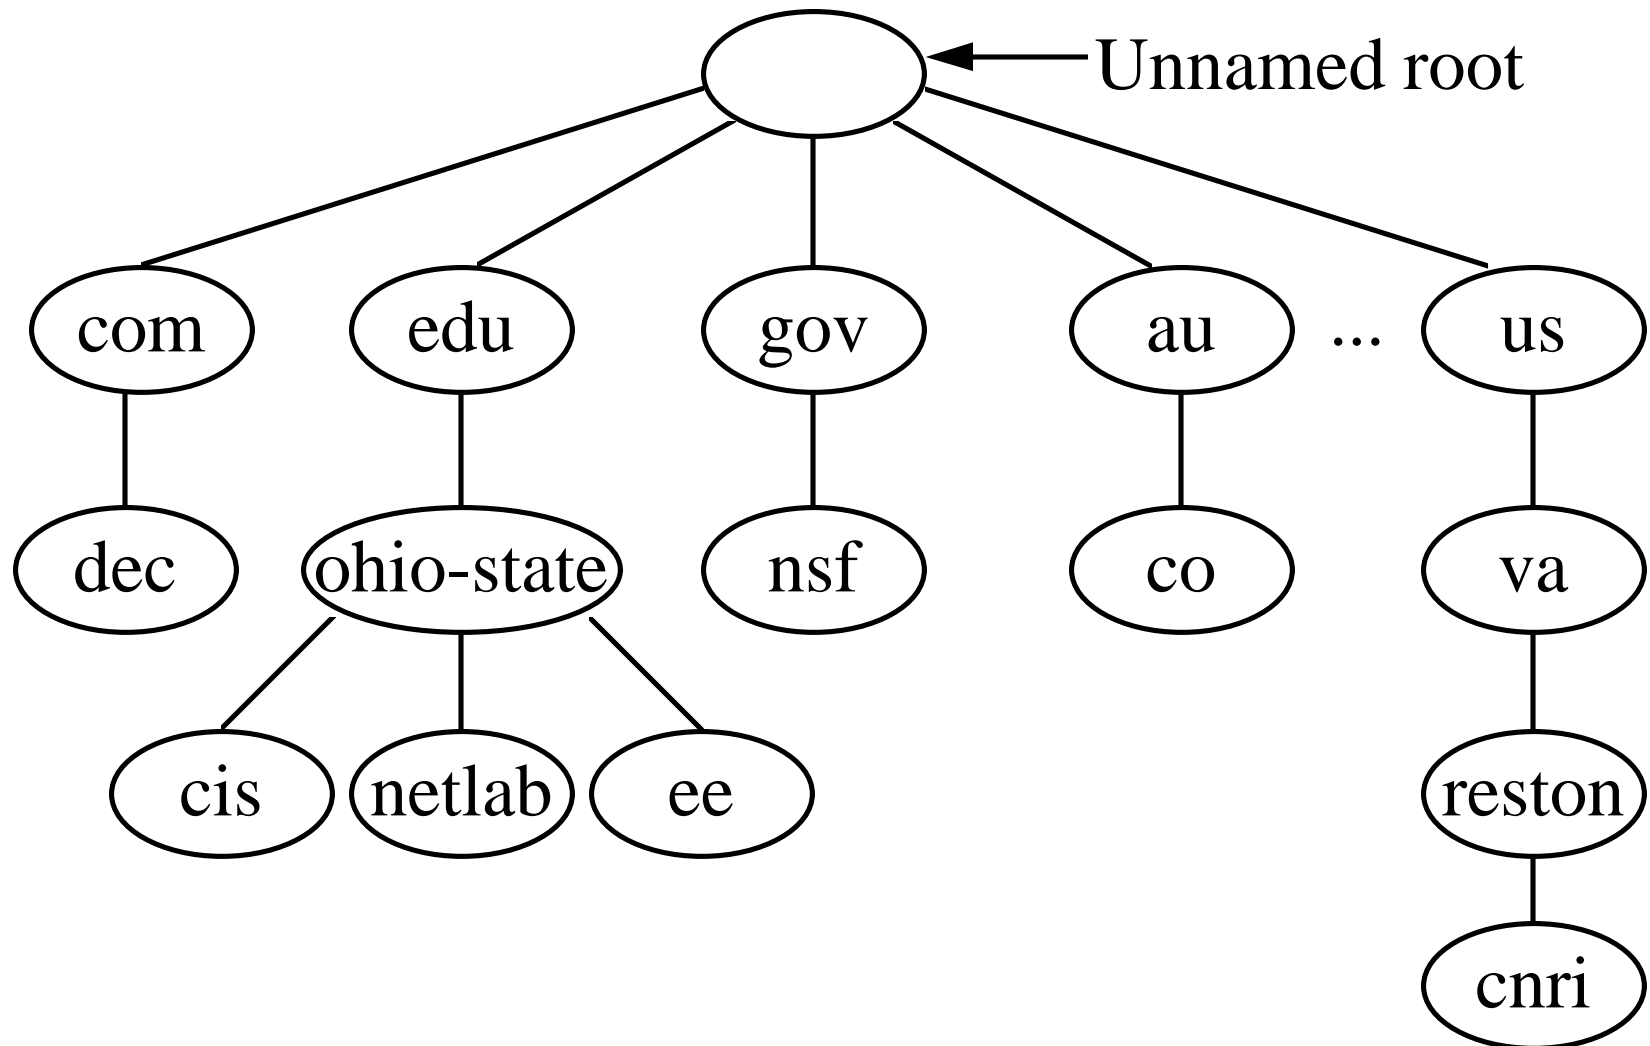 Unnamed root
com
edu
gov
au
...
us
dec
ohio-state
nsf
co
va
cis
netlab
ee
reston
cnri